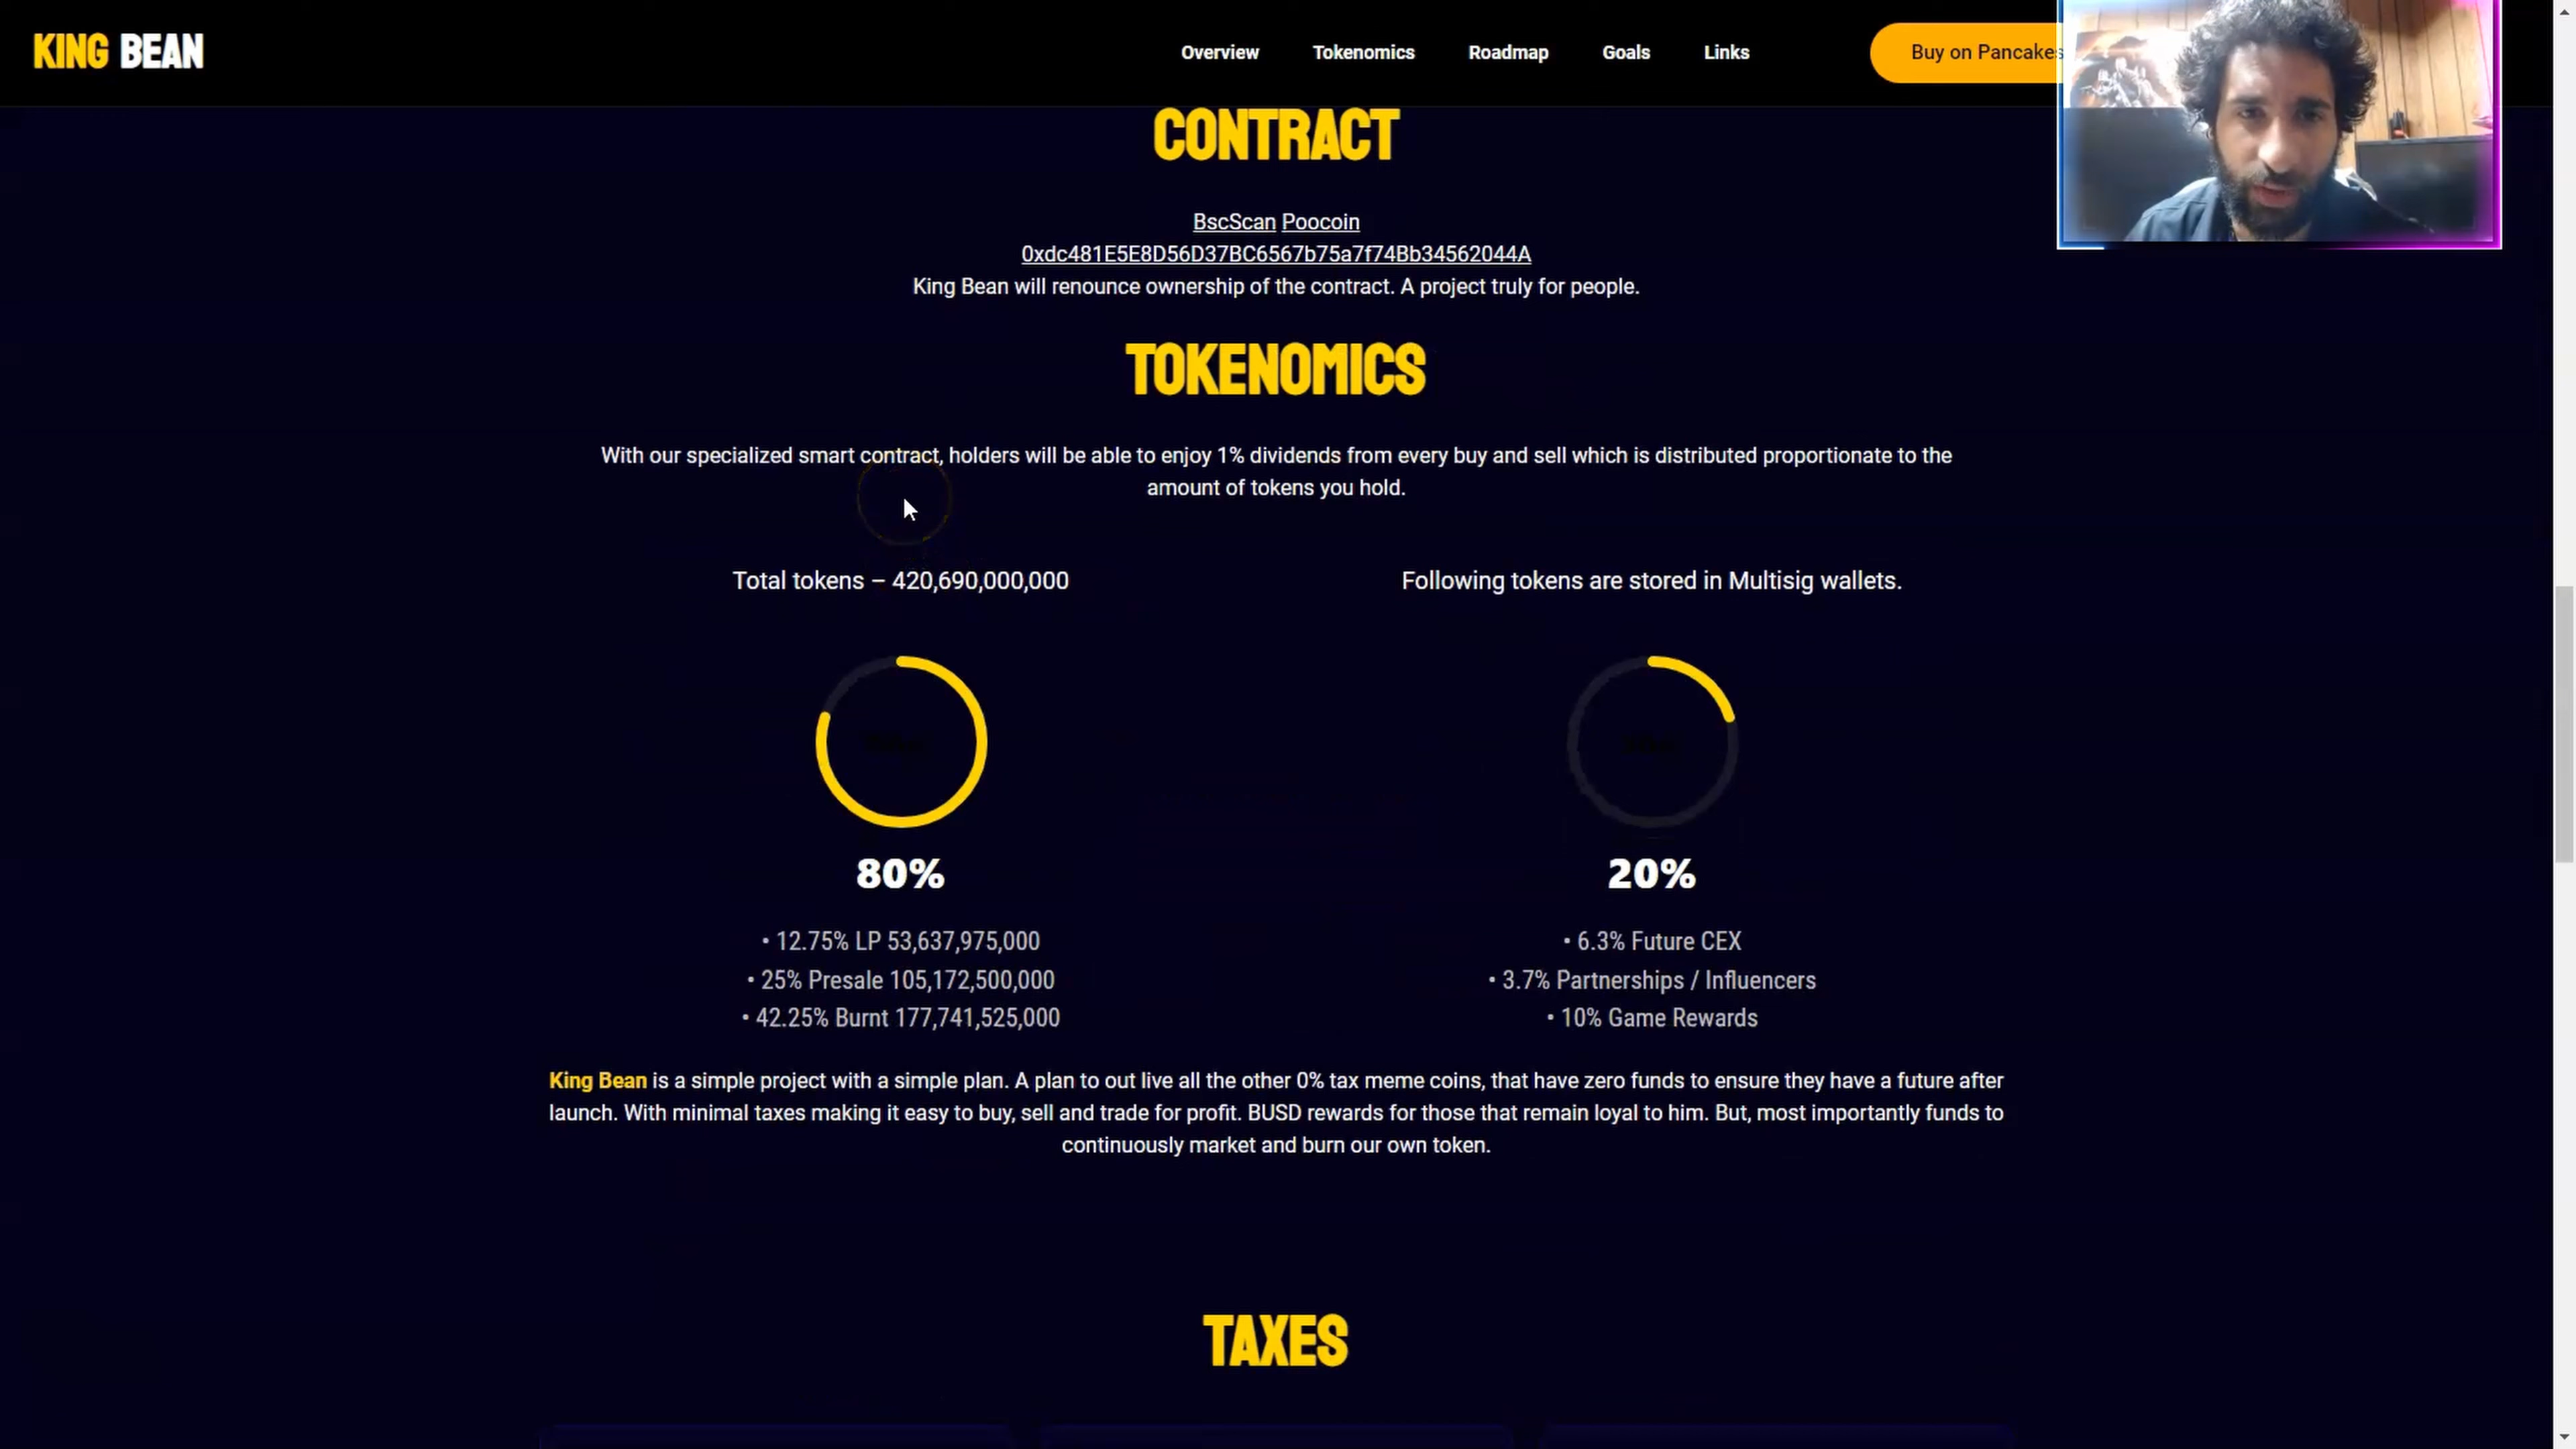 KING BEAN
Overview
Tokenomics
Roadmap
Goals
Links
Buy on Pancakes
CONTRACT
BscScan Poocoin
0xdc481E5E8D56D37BC6567b75a7f74Bb34562044A
King Bean will renounce ownership of the contract. A project truly for people.
TOKENOMICS
With our specialized smart contract, holders will be able to enjoy 1% dividends from every buy and sell which is distributed proportionate to the
amount of tokens you hold.
Total tokens – 420,690,000,000
80%
• 12.75% LP 53,637,975,000
• 25% Presale 105,172,500,000
• 42.25% Burnt 177,741,525,000
Following tokens are stored in Multisig wallets.
20%
• 6.3% Future CEX
• 3.7% Partnerships / Influencers
• 10% Game Rewards
King Bean is a simple project with a simple plan. A plan to out live all the other 0% tax meme coins, that have zero funds to ensure they have a future after
launch. With minimal taxes making it easy to buy, sell and trade for profit. BUSD rewards for those that remain loyal to him. But, most importantly funds to
continuously market and burn our own token.
TAXES